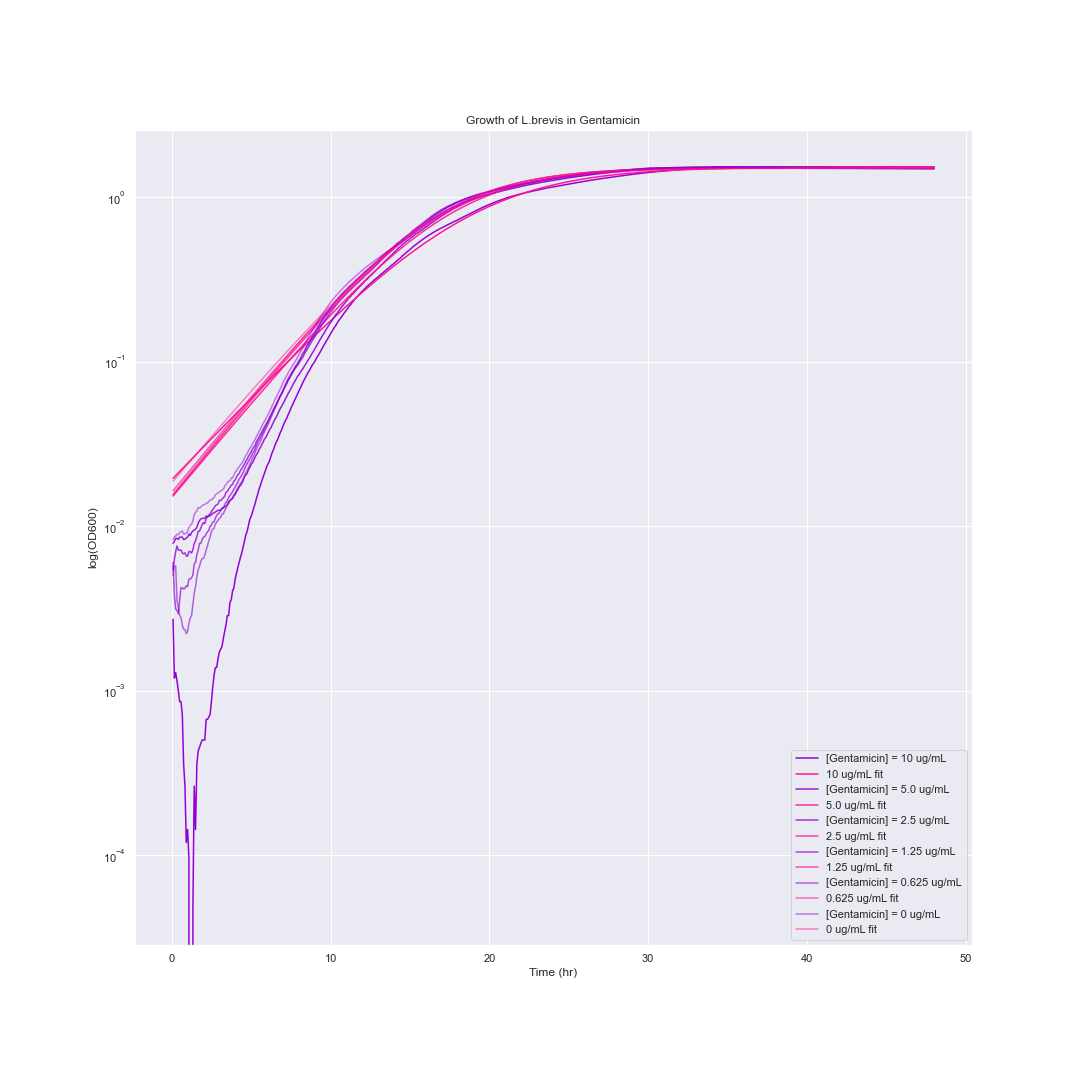 Growth of L.brevis in Gentamicin
log(OD600)
10⁰
10⁻¹
10⁻²
10⁻³
10⁻⁴
[Gentamicin] = 10 ug/mL
10 ug/mL fit
[Gentamicin] = 5.0 ug/mL
5.0 ug/mL fit
[Gentamicin] = 2.5 ug/mL
2.5 ug/mL fit
[Gentamicin] = 1.25 ug/mL
1.25 ug/mL fit
[Gentamicin] = 0.625 ug/mL
0.625 ug/mL fit
[Gentamicin] = 0 ug/mL
0 ug/mL fit
0 10 20 30 40 50
Time (hr)